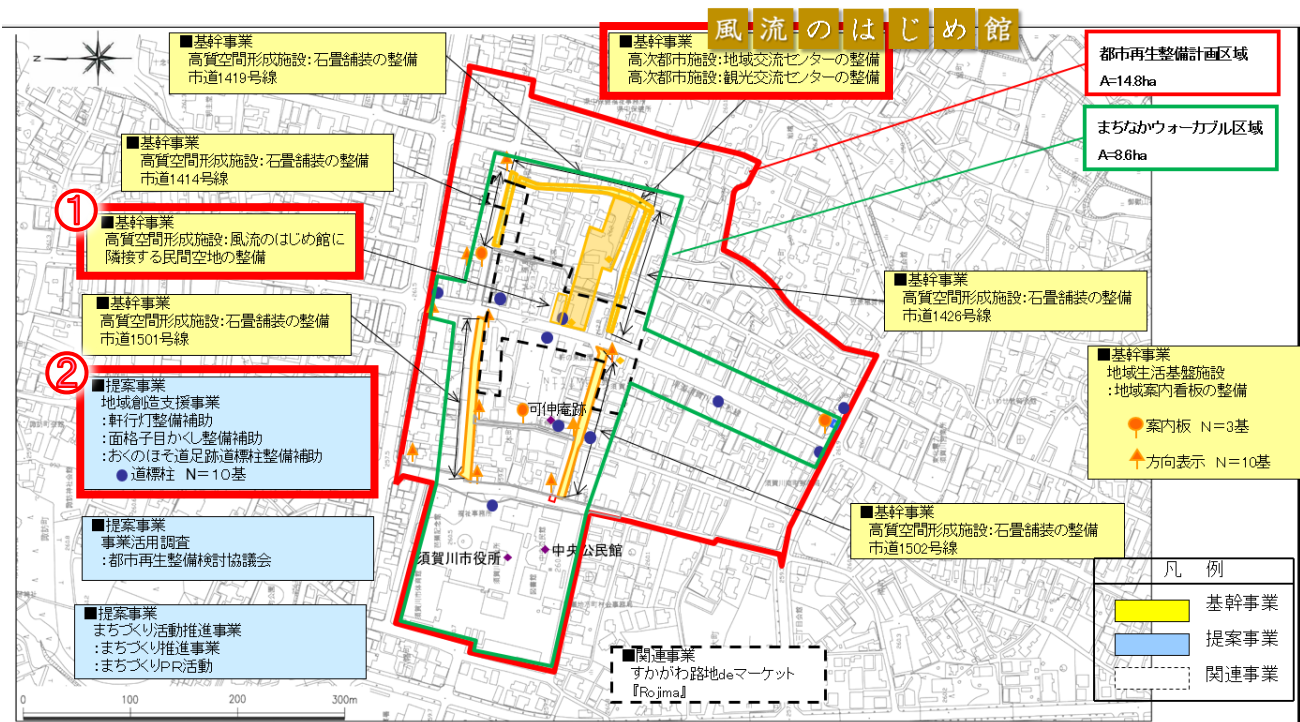 風流のはじめ館
■基幹事業
高質空間形成施設:石畳舗装の整備
市道1419号線
■基幹事業
高次都市施設:地域交流センターの整備
高次都市施設:観光交流センターの整備
都市再生整備計画区域
A=14.8ha
まちなかウォーカブル区域
A=8.6ha
N
■基幹事業
高質空間形成施設:石畳舗装の整備
市道1414号線
①
■基幹事業
高質空間形成施設:風流のはじめ館に
隣接する民間空地の整備
■基幹事業
高質空間形成施設:石畳舗装の整備
市道1426号線
■基幹事業
高質空間形成施設:石畳舗装の整備
市道1501号線
■基幹事業
地域生活基盤施設
:地域案内看板の整備
案内板 N=3基
方向表示 N=10基
②
■提案事業
地域創造支援事業
:軒行灯整備補助
:面格子目かくし整備補助
:おくのほそ道足跡道標柱整備補助
道標柱 N=10基
可伸庵跡
■基幹事業
高質空間形成施設:石畳舗装の整備
市道1502号線
■提案事業
事業活用調査
:都市再生整備検討協議会
須賀川市役所
中央公民館
■提案事業
まちづくり活動推進事業
:まちづくり推進事業
:まちづくりPR活動
■関連事業
すかがわ路地deマーケット
『Rojima』
凡 例
基幹事業
提案事業
関連事業
0 100 200 300m